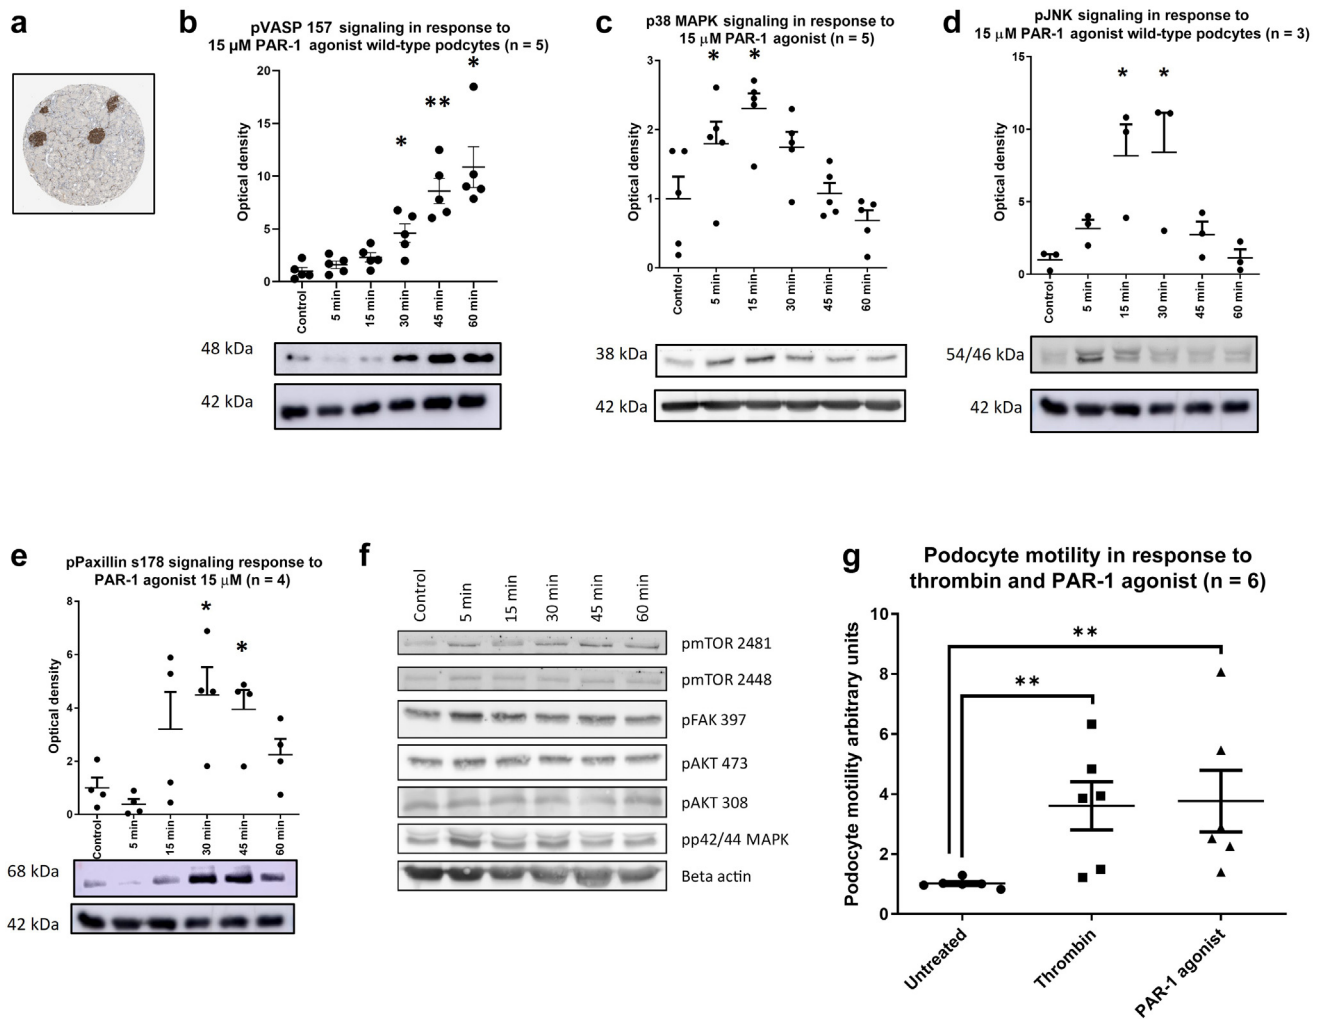 a
b
pVASP 157 signaling in response to
15 μM PAR-1 agonist wild-type podcytes (n = 5)
Optical density
20
15
10
5
0
*
**
*
Control
5 min
15 min
30 min
45 min
60 min
48 kDa
42 kDa
c
p38 MAPK signaling in response to
15 μM PAR-1 agonist (n = 5)
Optical density
3
2
1
0
*
*
Control
5 min
15 min
30 min
45 min
60 min
38 kDa
42 kDa
d
pJNK signaling in response to
15 μM PAR-1 agonist wild-type podcytes (n = 3)
Optical density
15
10
5
0
*
*
Control
5 min
15 min
30 min
45 min
60 min
54/46 kDa
42 kDa
e
pPaxillin s178 signaling response to
PAR-1 agonist 15 μM (n = 4)
Optical density
8
6
4
2
0
*
*
Control
5 min
15 min
30 min
45 min
60 min
68 kDa
42 kDa
f
Control
5 min
15 min
30 min
45 min
60 min
pmTOR 2481
pmTOR 2448
pFAK 397
pAKT 473
pAKT 308
pp42/44 MAPK
Beta actin
g
Podocyte motility in response to
thrombin and PAR-1 agonist (n = 6)
Podocyte motility arbitrary units
10
8
6
4
2
0
**
**
Untreated
Thrombin
PAR-1 agonist